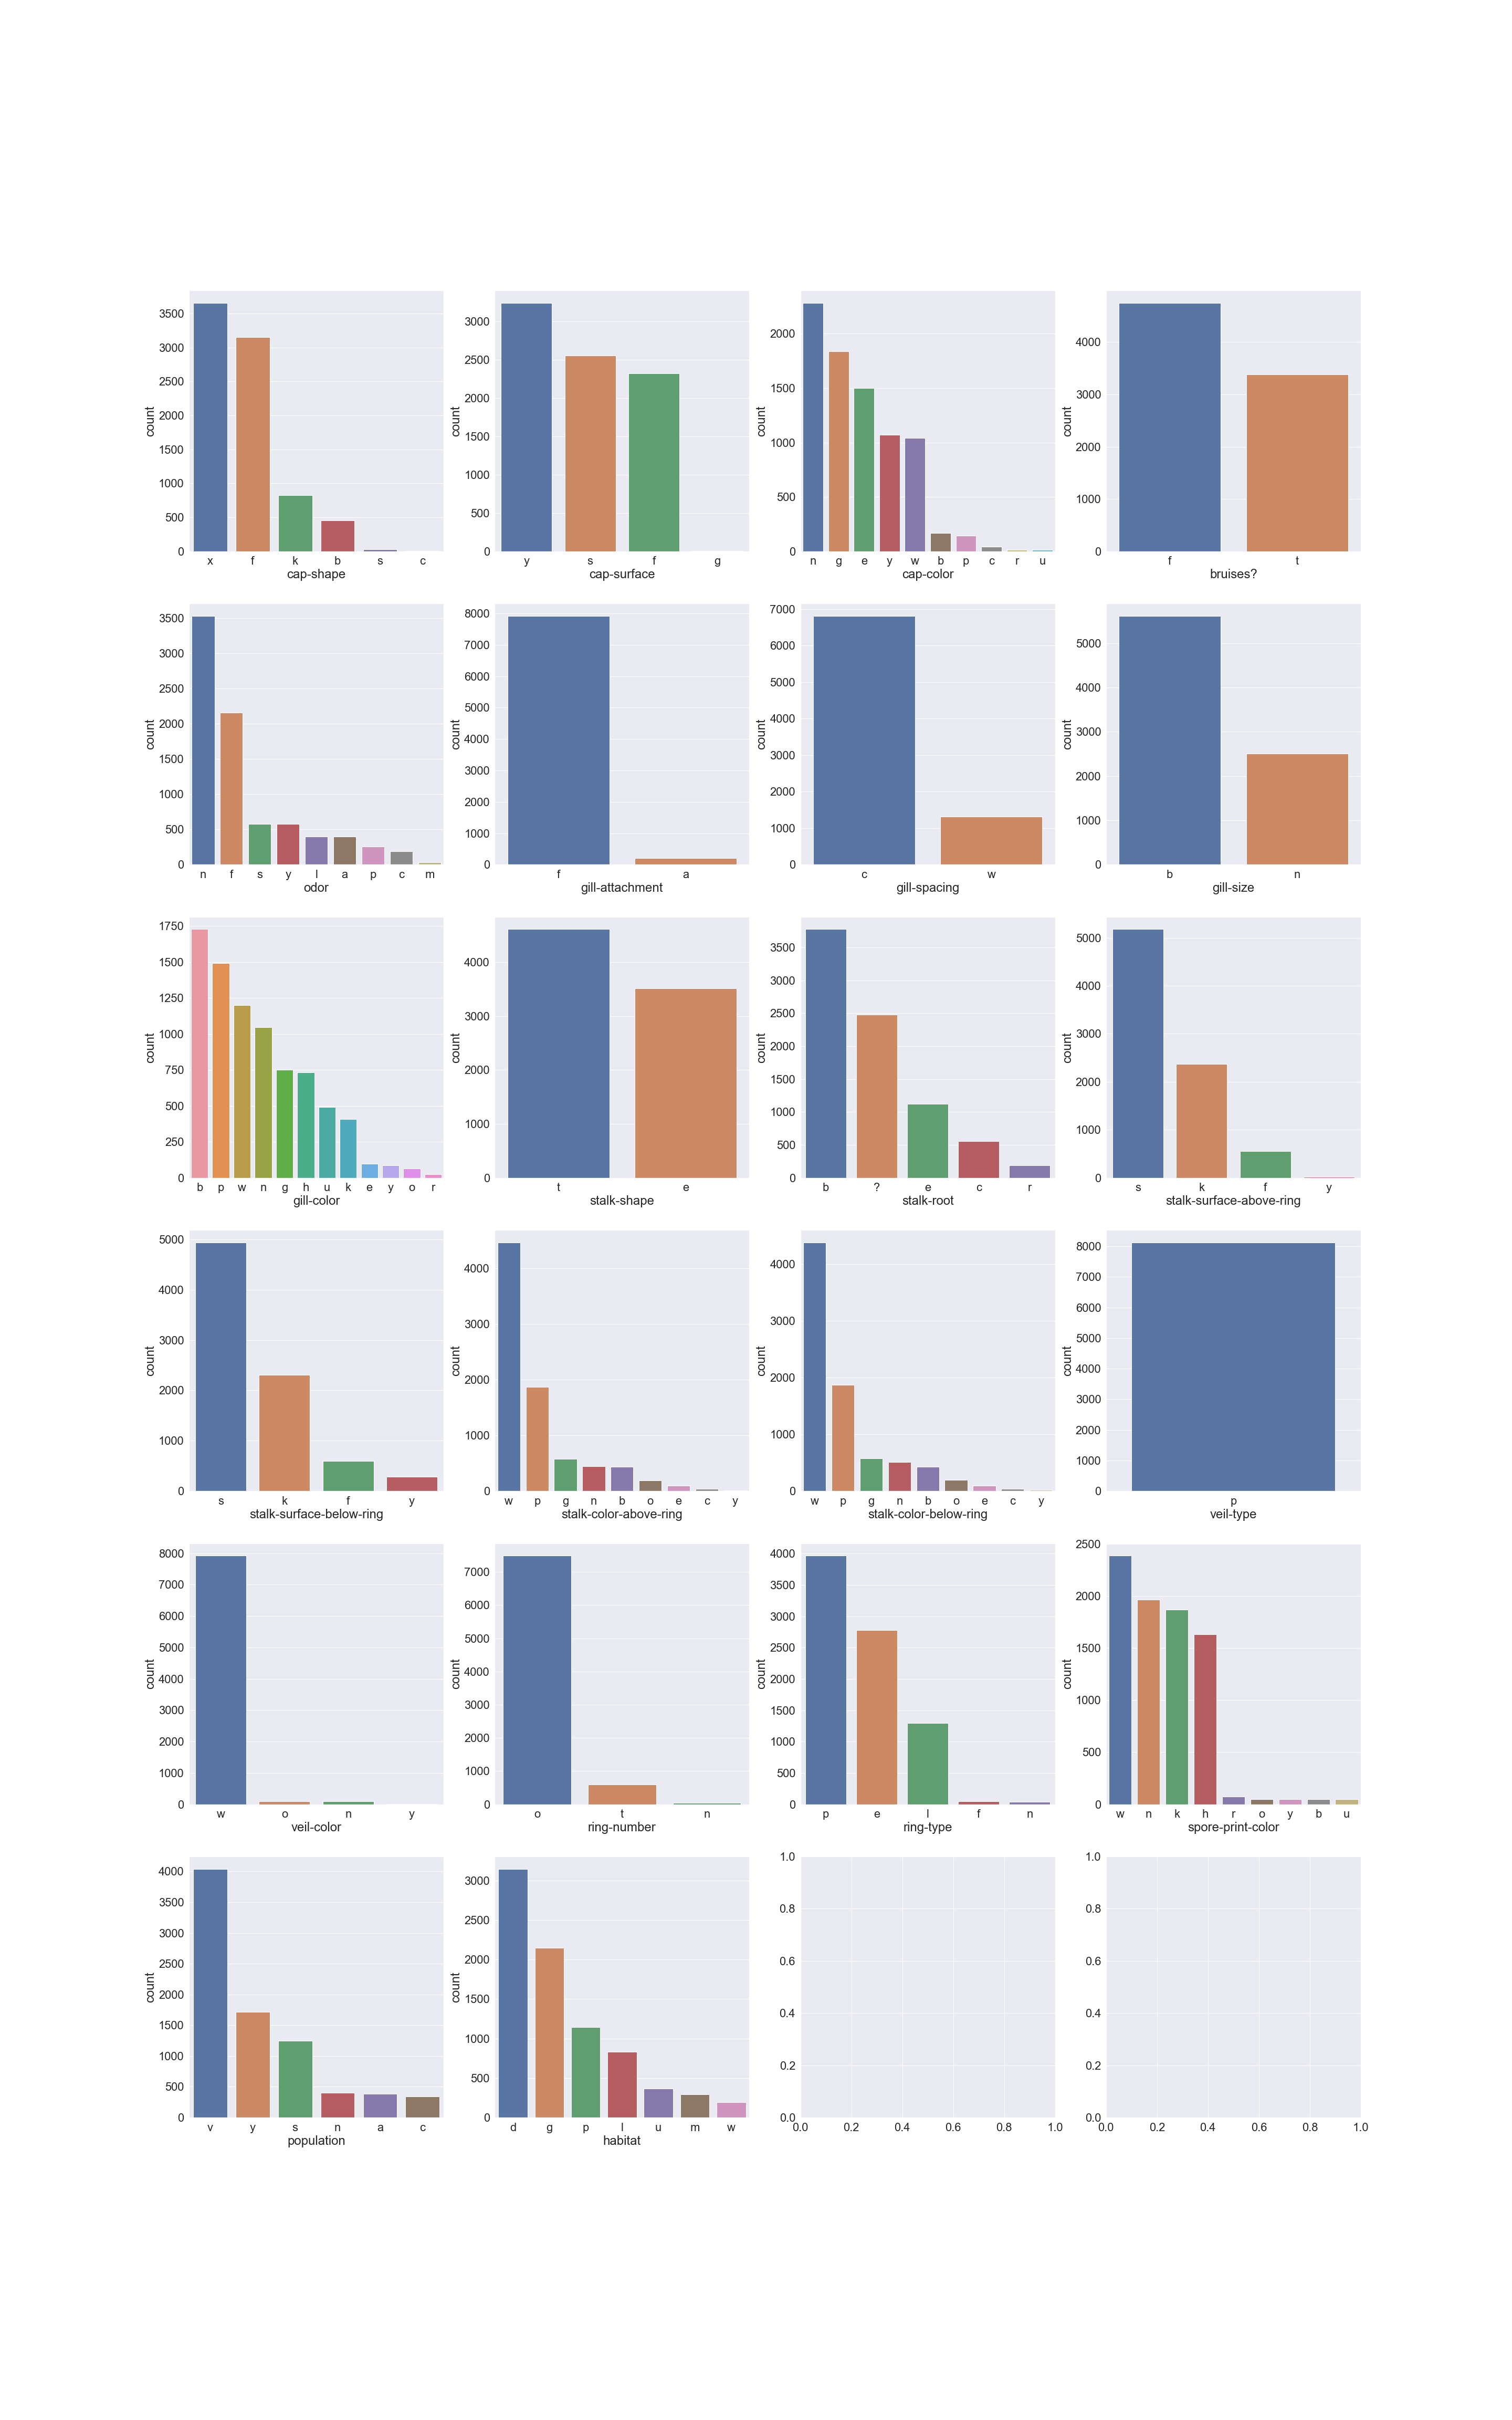 3500
3000
2500
2000
1500
1000
500
0
count
x f k b s c
cap-shape
3000
2500
2000
1500
1000
500
0
count
y s f g
cap-surface
2000
1500
1000
500
0
count
n g e y w b p c r u
cap-color
4000
3000
2000
1000
0
count
f t
bruises?
3500
3000
2500
2000
1500
1000
500
0
count
n f s y l a p c m
odor
8000
7000
6000
5000
4000
3000
2000
1000
0
count
f a
gill-attachment
7000
6000
5000
4000
3000
2000
1000
0
count
c w
gill-spacing
5000
4000
3000
2000
1000
0
count
b n
gill-size
1750
1500
1250
1000
750
500
250
0
count
b p w n g h u k e y o r
gill-color
4000
3000
2000
1000
0
count
t e
stalk-shape
3500
3000
2500
2000
1500
1000
500
0
count
b ? e c r
stalk-root
5000
4000
3000
2000
1000
0
count
s k f y
stalk-surface-above-ring
5000
4000
3000
2000
1000
0
count
s k f y
stalk-surface-below-ring
4000
3000
2000
1000
0
count
w p g n b o e c y
stalk-color-above-ring
4000
3000
2000
1000
0
count
w p g n b o e c y
stalk-color-below-ring
8000
7000
6000
5000
4000
3000
2000
1000
0
count
p
veil-type
8000
7000
6000
5000
4000
3000
2000
1000
0
count
w o n y
veil-color
7000
6000
5000
4000
3000
2000
1000
0
count
o t n
ring-number
4000
3500
3000
2500
2000
1500
1000
500
0
count
p e l f n
ring-type
2500
2000
1500
1000
500
0
count
w n k h r o y b u
spore-print-color
4000
3500
3000
2500
2000
1500
1000
500
0
count
v y s n a c
population
3000
2500
2000
1500
1000
500
0
count
d g p l u m w
habitat
1.0
0.8
0.6
0.4
0.2
0.0
0.0 0.2 0.4 0.6 0.8 1.0
1.0
0.8
0.6
0.4
0.2
0.0
0.0 0.2 0.4 0.6 0.8 1.0